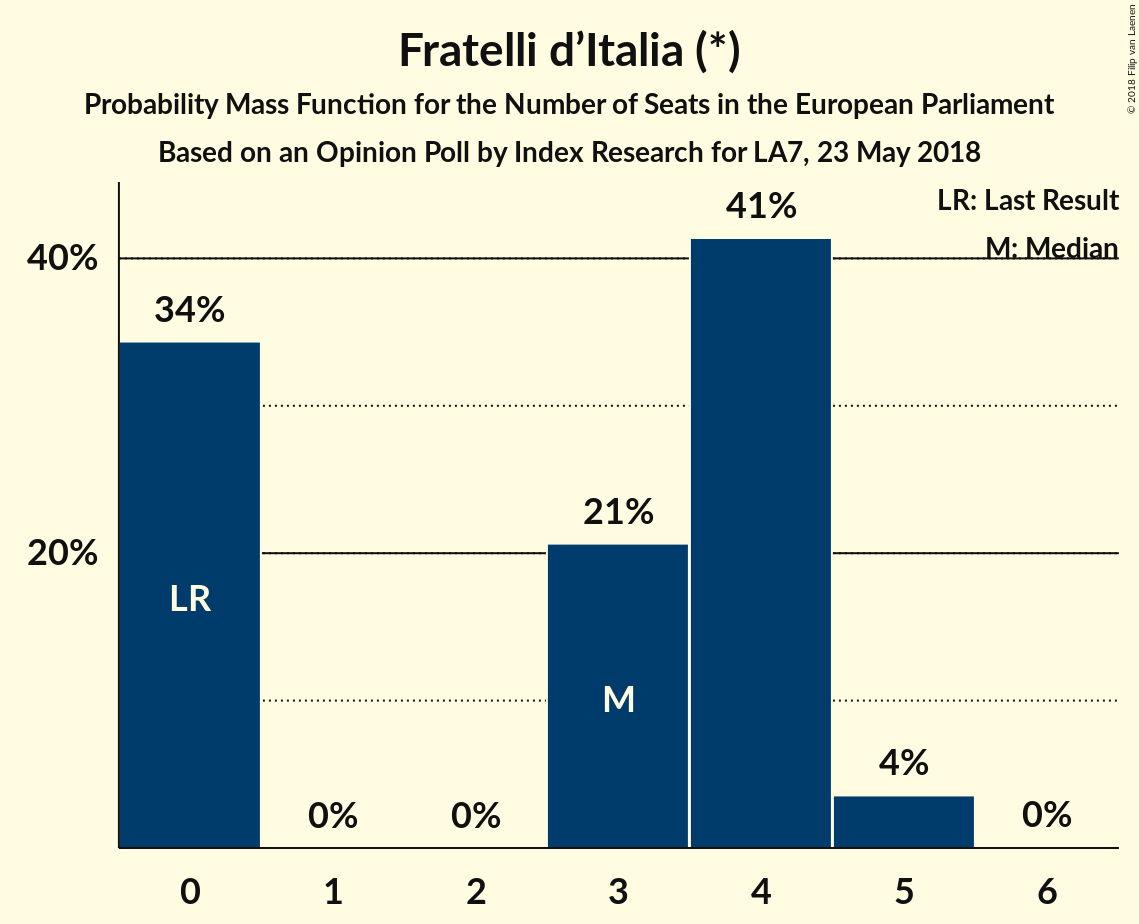 Fratelli d’Italia (*)
Probability Mass Function for the Number of Seats in the European Parliament
Based on an Opinion Poll by Index Research for LA7, 23 May 2018
© 2018 Filip van Laenen
LR: Last Result
M: Median
40%
20%
34%
0%
0%
21%
41%
4%
0%
LR
M
0 1 2 3 4 5 6